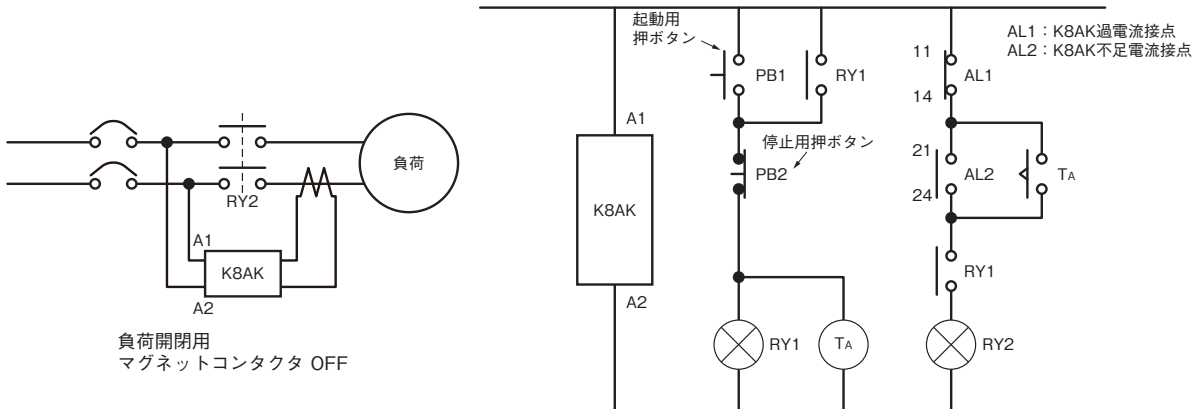 負荷
RY2
A1
K8AK
A2
負荷開閉用
マグネットコンタクタ OFF
A1
K8AK
A2
起動用
押ボタン
PB1
RY1
停止用押ボタン
PB2
RY1
TA
AL1：K8AK過電流接点
AL2：K8AK不足電流接点
11
AL1
14
21
AL2
24
TA
RY1
RY2